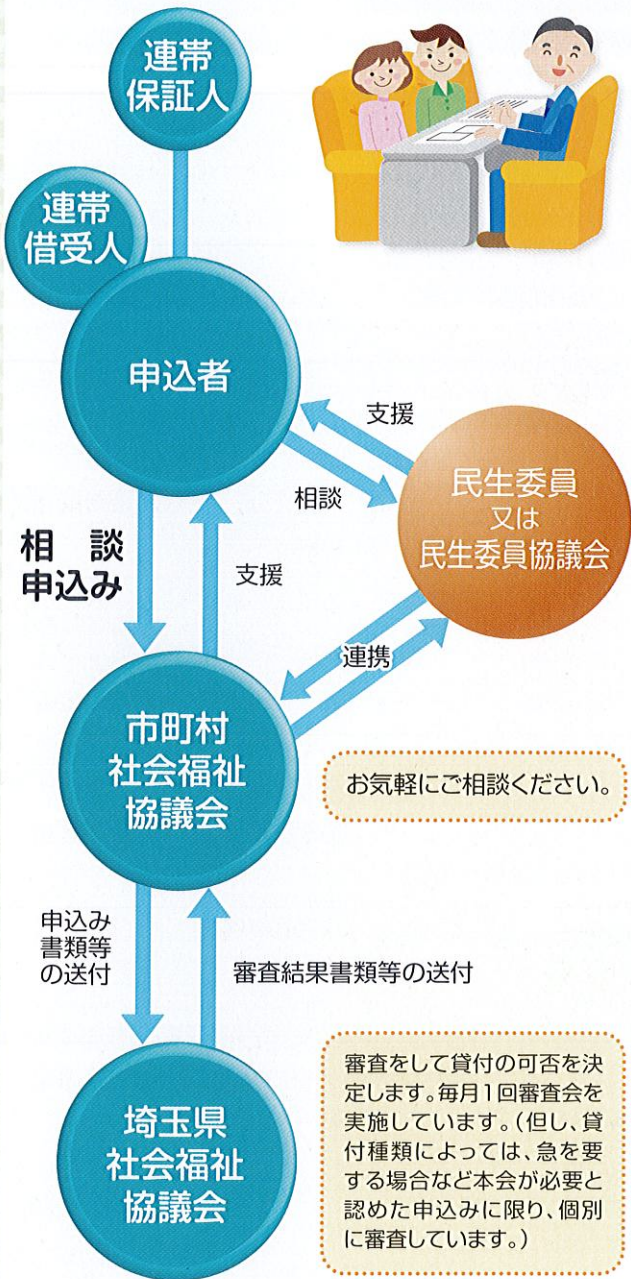 連帯
保証人
連帯
借受人
申込者
支援
相談
民生委員
又は
民生委員協議会
相　談
申込み
支援
連携
市町村
社会福祉
協議会
お気軽にご相談ください。
申込み
書類等
の送付
審査結果書類等の送付
埼玉県
社会福祉
協議会
審査をして貸付の可否を決
定します。毎月1回審査会を
実施しています。(但し、貸
付種類によっては、急を要
する場合など本会が必要と
認めた申込みに限り、個別
に審査しています。)